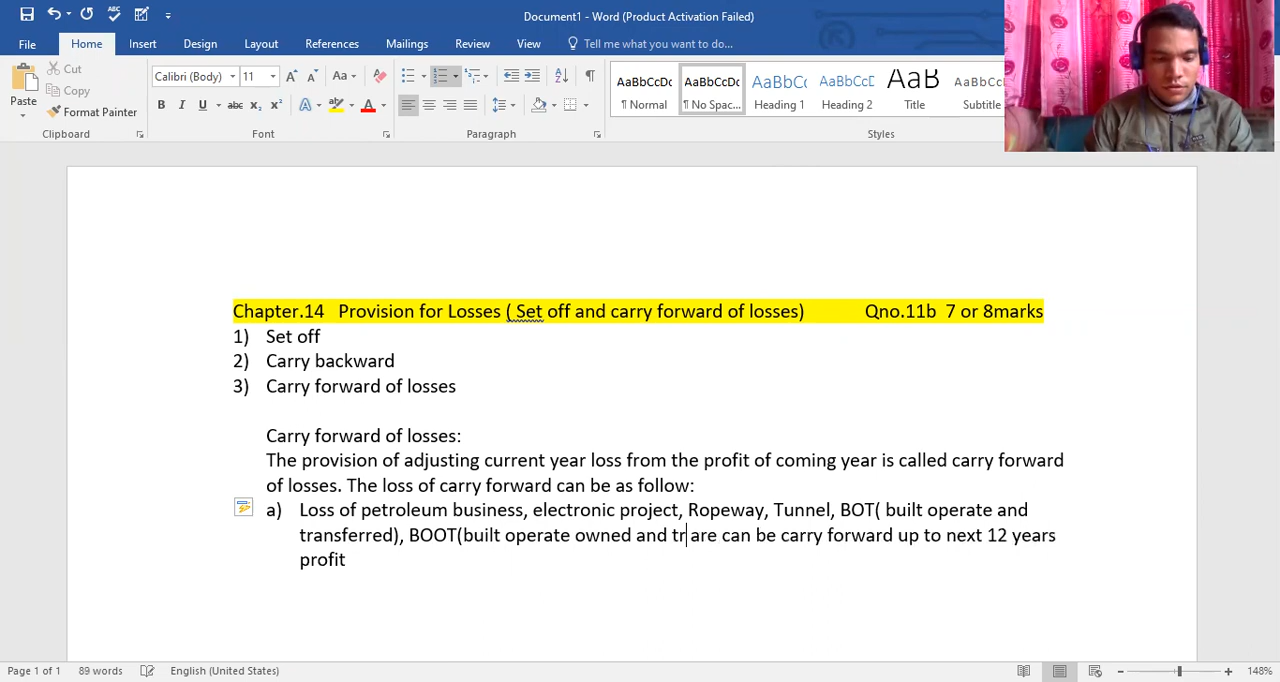 Document1 - Word (Product Activation Failed)
File Home Insert Design Layout References Mailings Review View Tell me what you want to do...
Paste
Cut
Copy
Format Painter
Clipboard
Calibri (Body) 11
Font
Paragraph
AaBbCcDc AaBbCcDc AaBbCc AaBbCcE AaB AaBbCcD
¶ Normal ¶ No Spac... Heading 1 Heading 2 Title Subtitle
Styles
Chapter.14 Provision for Losses ( Set off and carry forward of losses) Qno.11b 7 or 8marks
1) Set off
2) Carry backward
3) Carry forward of losses
Carry forward of losses:
The provision of adjusting current year loss from the profit of coming year is called carry forward
of losses. The loss of carry forward can be as follow:
a) Loss of petroleum business, electronic project, Ropeway, Tunnel, BOT( built operate and
transferred), BOOT(built operate owned and tr are can be carry forward up to next 12 years
profit
Page 1 of 1 89 words English (United States) 148%